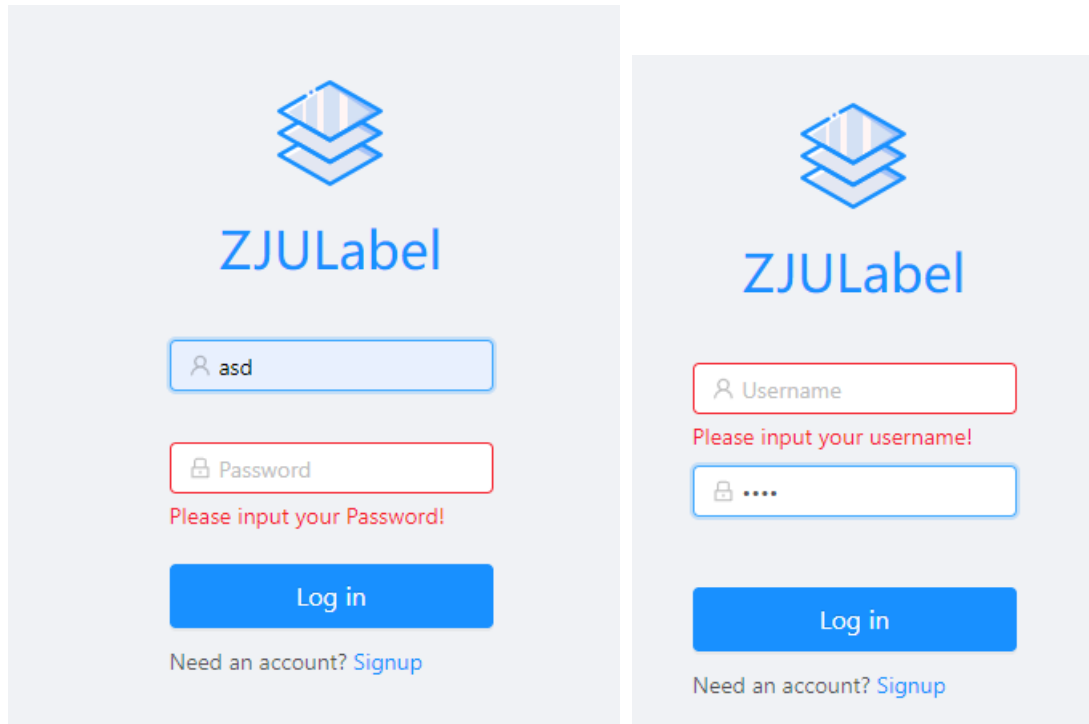 ZJULabel
asd
Password
Please input your Password!
Log in
Need an account? Signup
ZJULabel
Username
Please input your username!
••••
Log in
Need an account? Signup